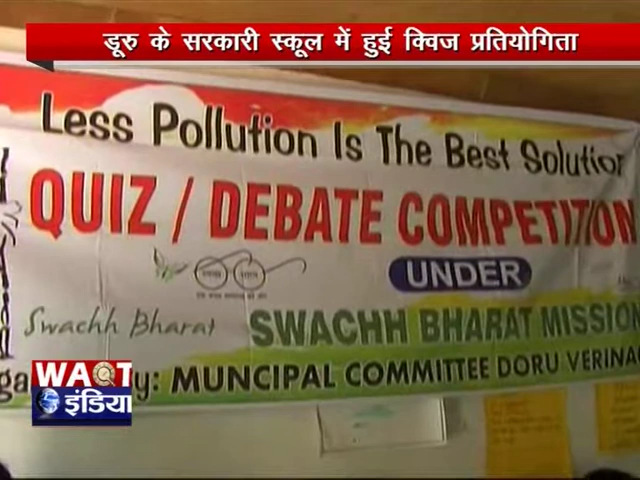 डूरु के सरकारी स्कूल में हुई क्विज प्रतियोगिता
Less Pollution Is The Best Solution
QUIZ / DEBATE COMPETITION
UNDER
Swachh Bharat
SWACHH BHARAT MISSION
y: MUNCIPAL COMMITTEE DORU VERINA
WAQT
इंडिया